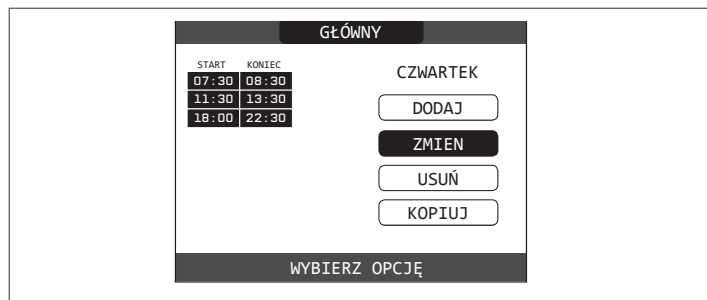 GŁÓWNY
START KONIEC
07:30 08:30
11:30 13:30
18:00 22:30
CZWARTEK
DODAJ
ZMIEN
USUŃ
KOPIUJ
WYBIERZ OPCJĘ